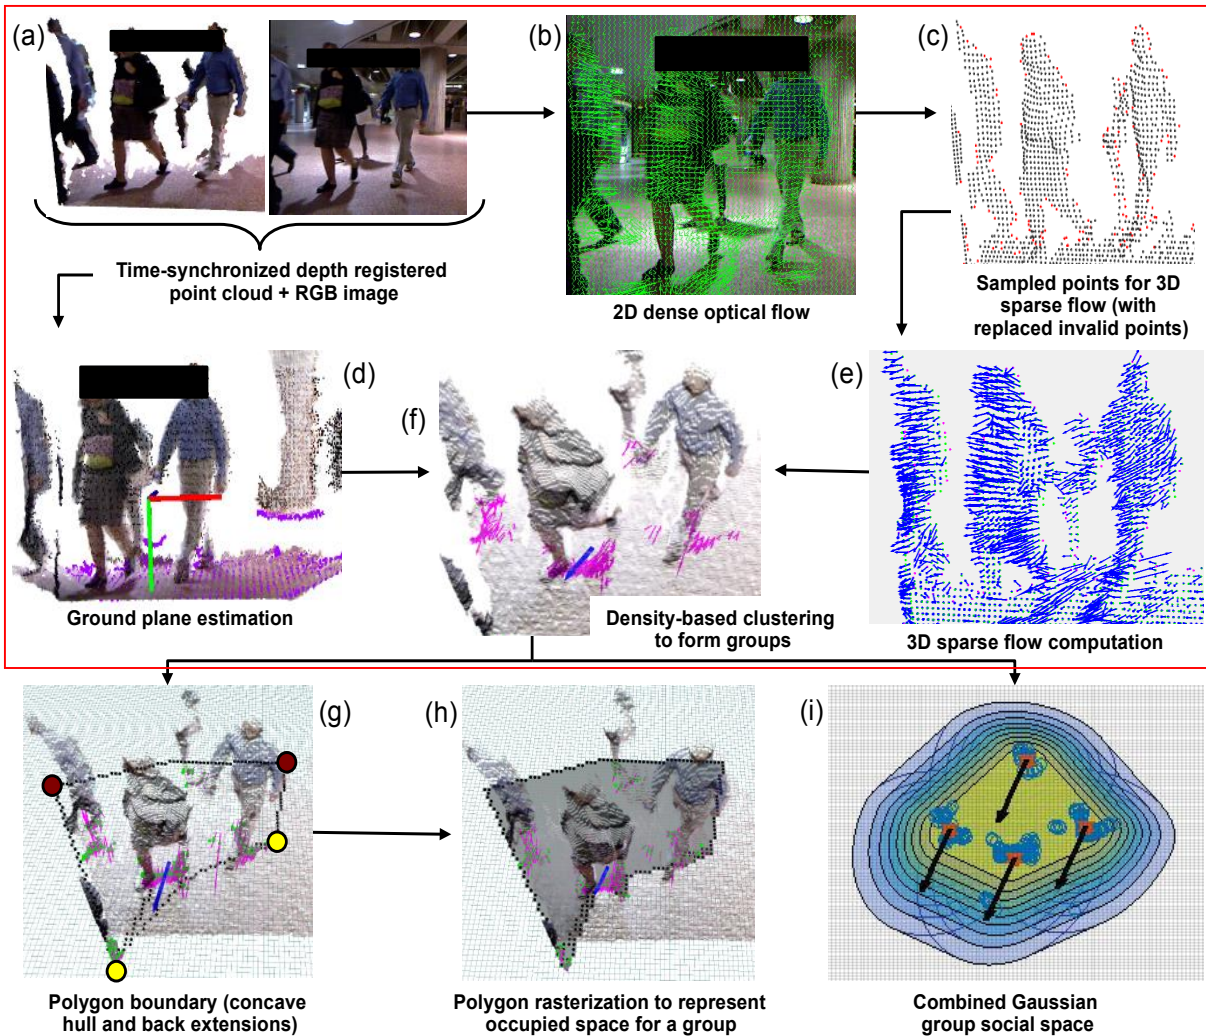 (a)
(b)
(c)
Time-synchronized depth registered
point cloud + RGB image
2D dense optical flow
Sampled points for 3D
sparse flow (with
replaced invalid points)
(d)
(f)
(e)
Ground plane estimation
Density-based clustering
to form groups
3D sparse flow computation
(g)
(h)
(i)
Polygon boundary (concave
hull and back extensions)
Polygon rasterization to represent
occupied space for a group
Combined Gaussian
group social space